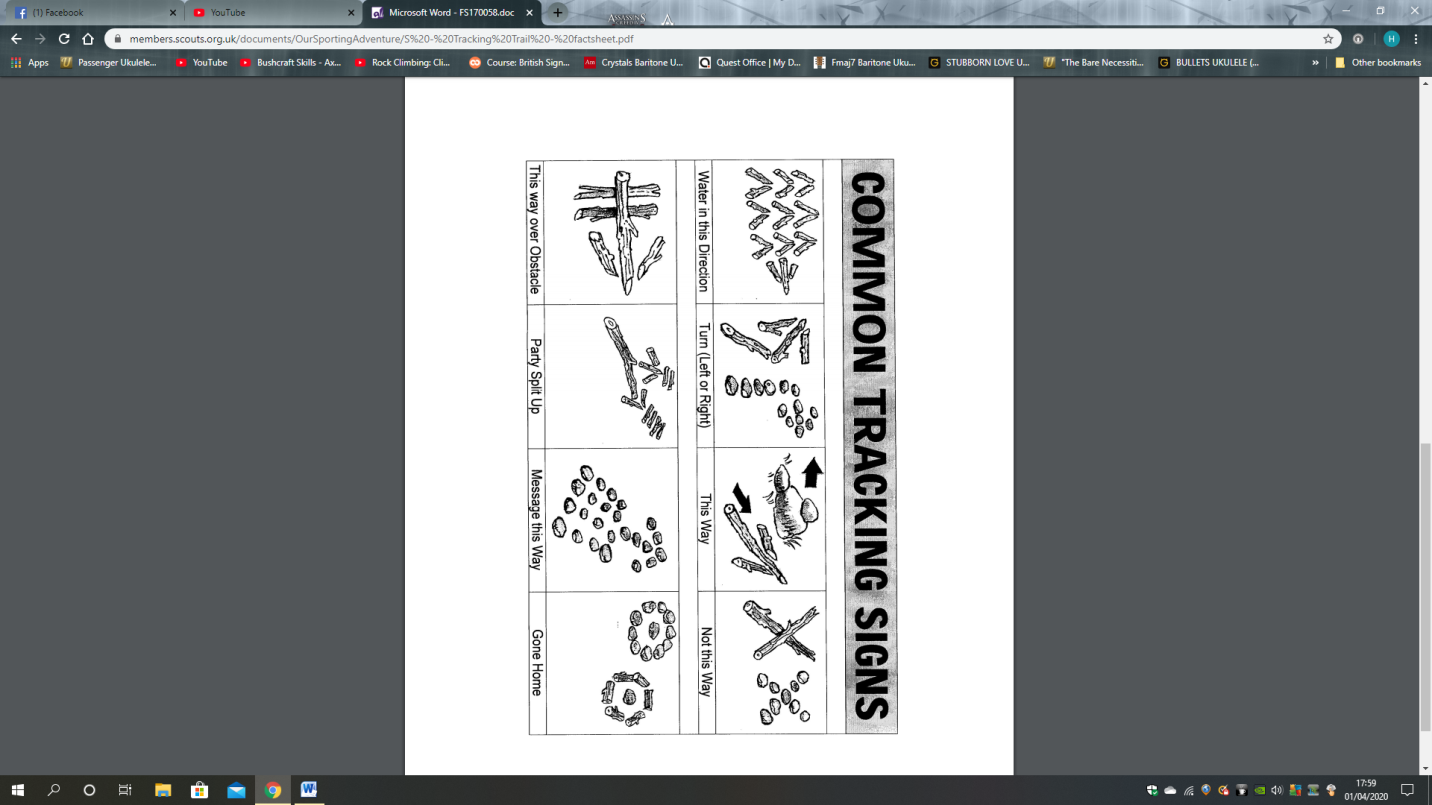 (1) Facebook
YouTube
Microsoft Word - FS170058.doc
ASSASSIN'S
members.scouts.org.uk/documents/OurSportingAdventure/S%20-%20Tracking%20Trail%20-%20factsheet.pdf
H
Apps
Passenger Ukulele...
YouTube
Bushcraft Skills - Ax...
Rock Climbing: Cli...
Course: British Sign...
Am
Crystals Baritone U...
Quest Office | My D...
Fmaj7 Baritone Uku...
G
STUBBORN LOVE U...
"The Bare Necessiti...
G
BULLETS UKULELE (...
»
Other bookmarks
COMMON TRACKING SIGNS
Water in this Direction
Turn (Left or Right)
This Way
Not this Way
This way over Obstacle
Party Split Up
Message this Way
Gone Home
17:59
01/04/2020